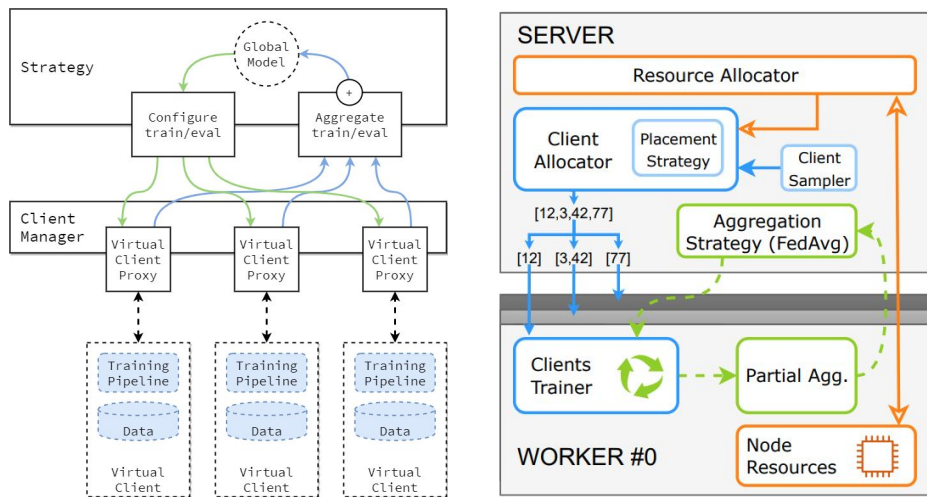 Strategy
Global
Model
+
Configure
train/eval
Aggregate
train/eval
Client
Manager
Virtual
Client
Proxy
Virtual
Client
Proxy
Virtual
Client
Proxy
Training
Pipeline
Data
Virtual
Client
Training
Pipeline
Data
Virtual
Client
Training
Pipeline
Data
Virtual
Client
SERVER
Resource Allocator
Client
Allocator
Placement
Strategy
Client
Sampler
[12,3,42,77]
[12]
[3,42]
[77]
Aggregation
Strategy (FedAvg)
Clients
Trainer
Partial Agg.
WORKER #0
Node
Resources